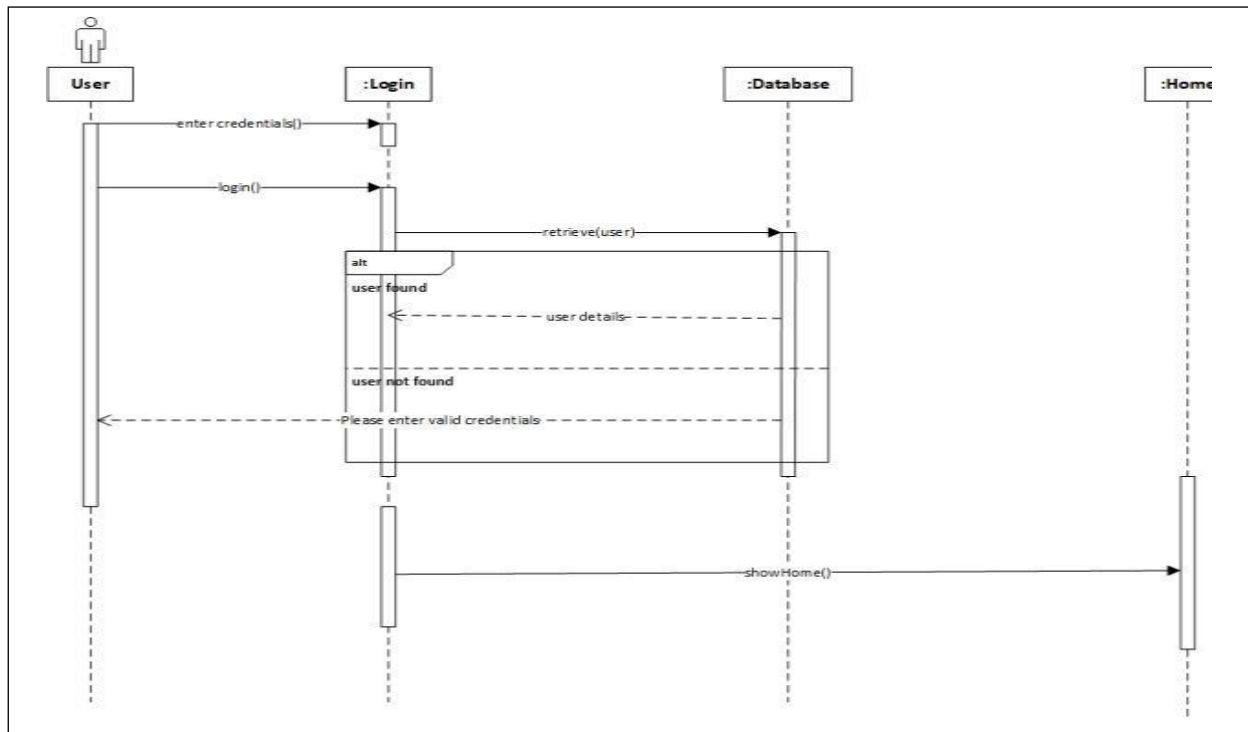 User
:Login
:Database
:Home
enter credentials()
login()
retrieve(user)
alt
user found
user details
user not found
Please enter valid credentials
showHome()